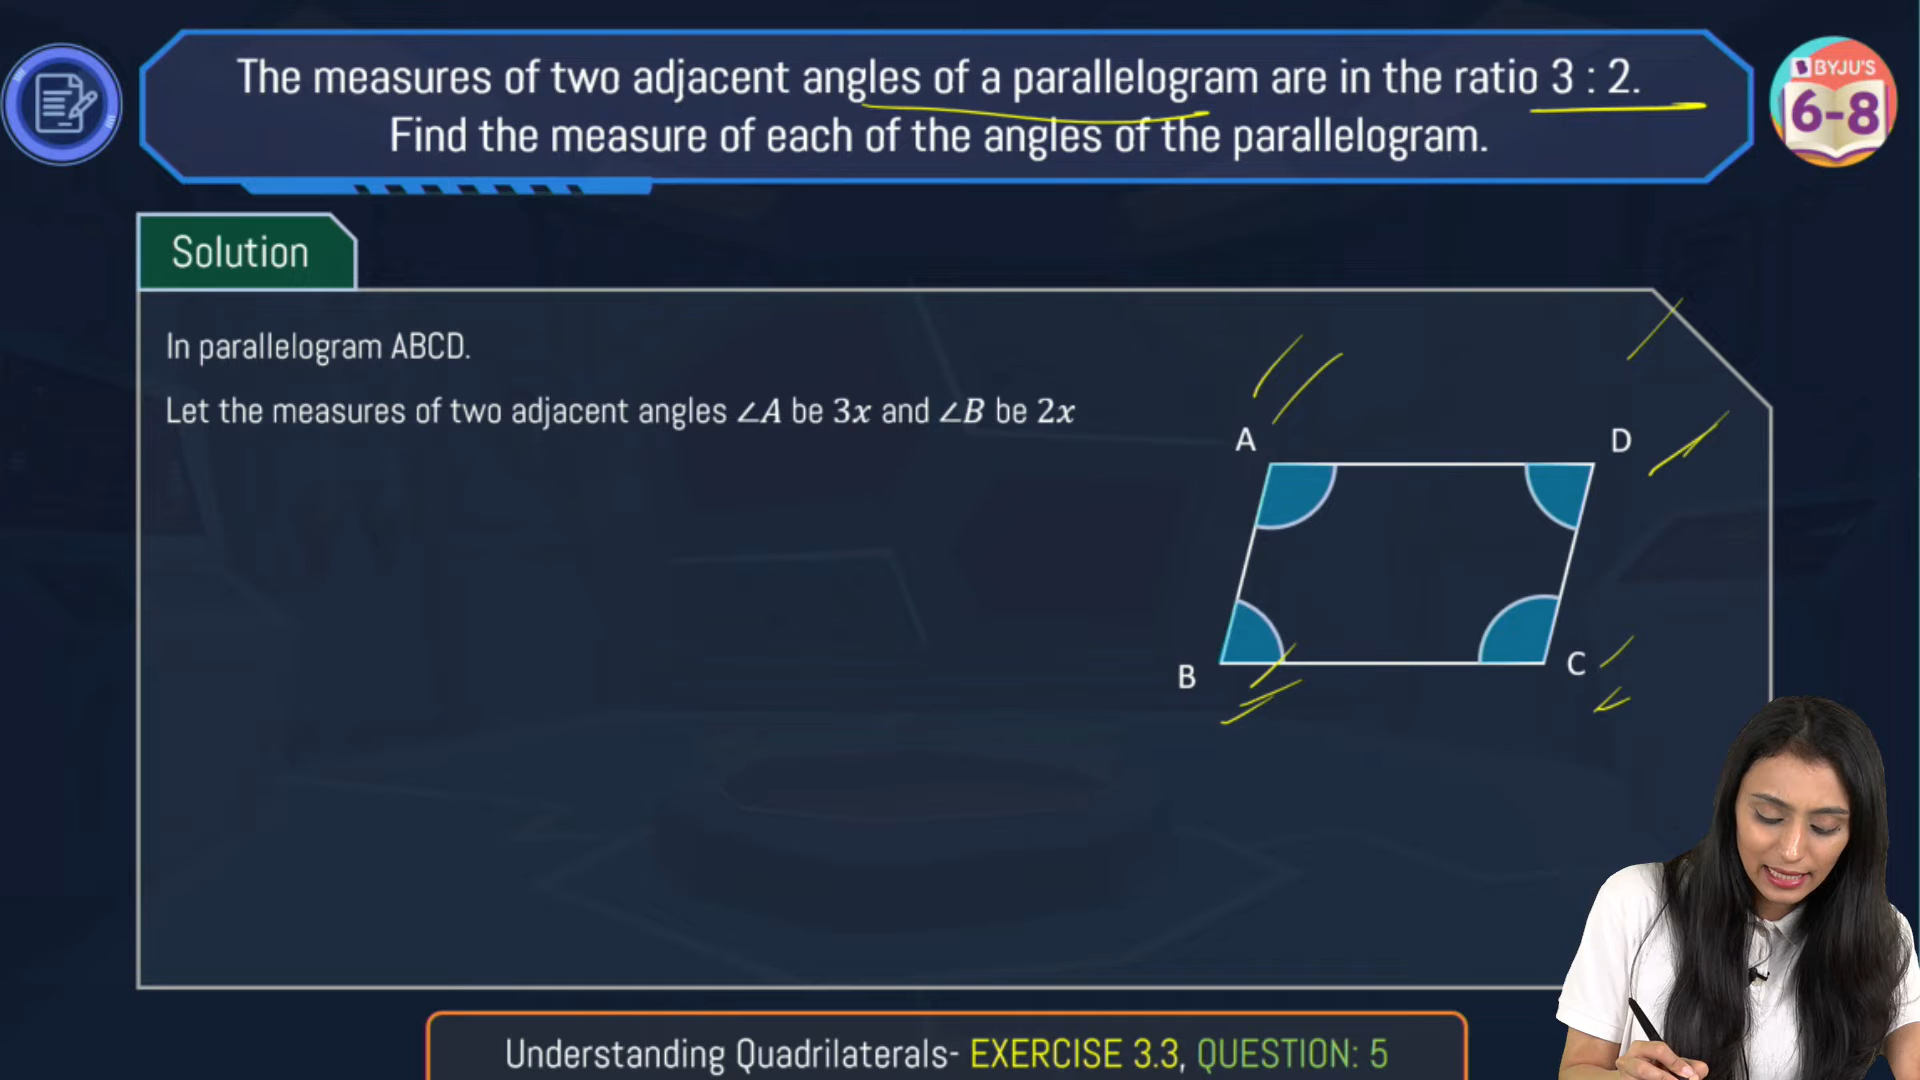 The measures of two adjacent angles of a parallelogram are in the ratio 3 : 2.
Find the measure of each of the angles of the parallelogram.
BYJU'S
6-8
Solution
In parallelogram ABCD.
Let the measures of two adjacent angles ∠A be 3x and ∠B be 2x
A
D
B
C
Understanding Quadrilaterals- EXERCISE 3.3, QUESTION: 5